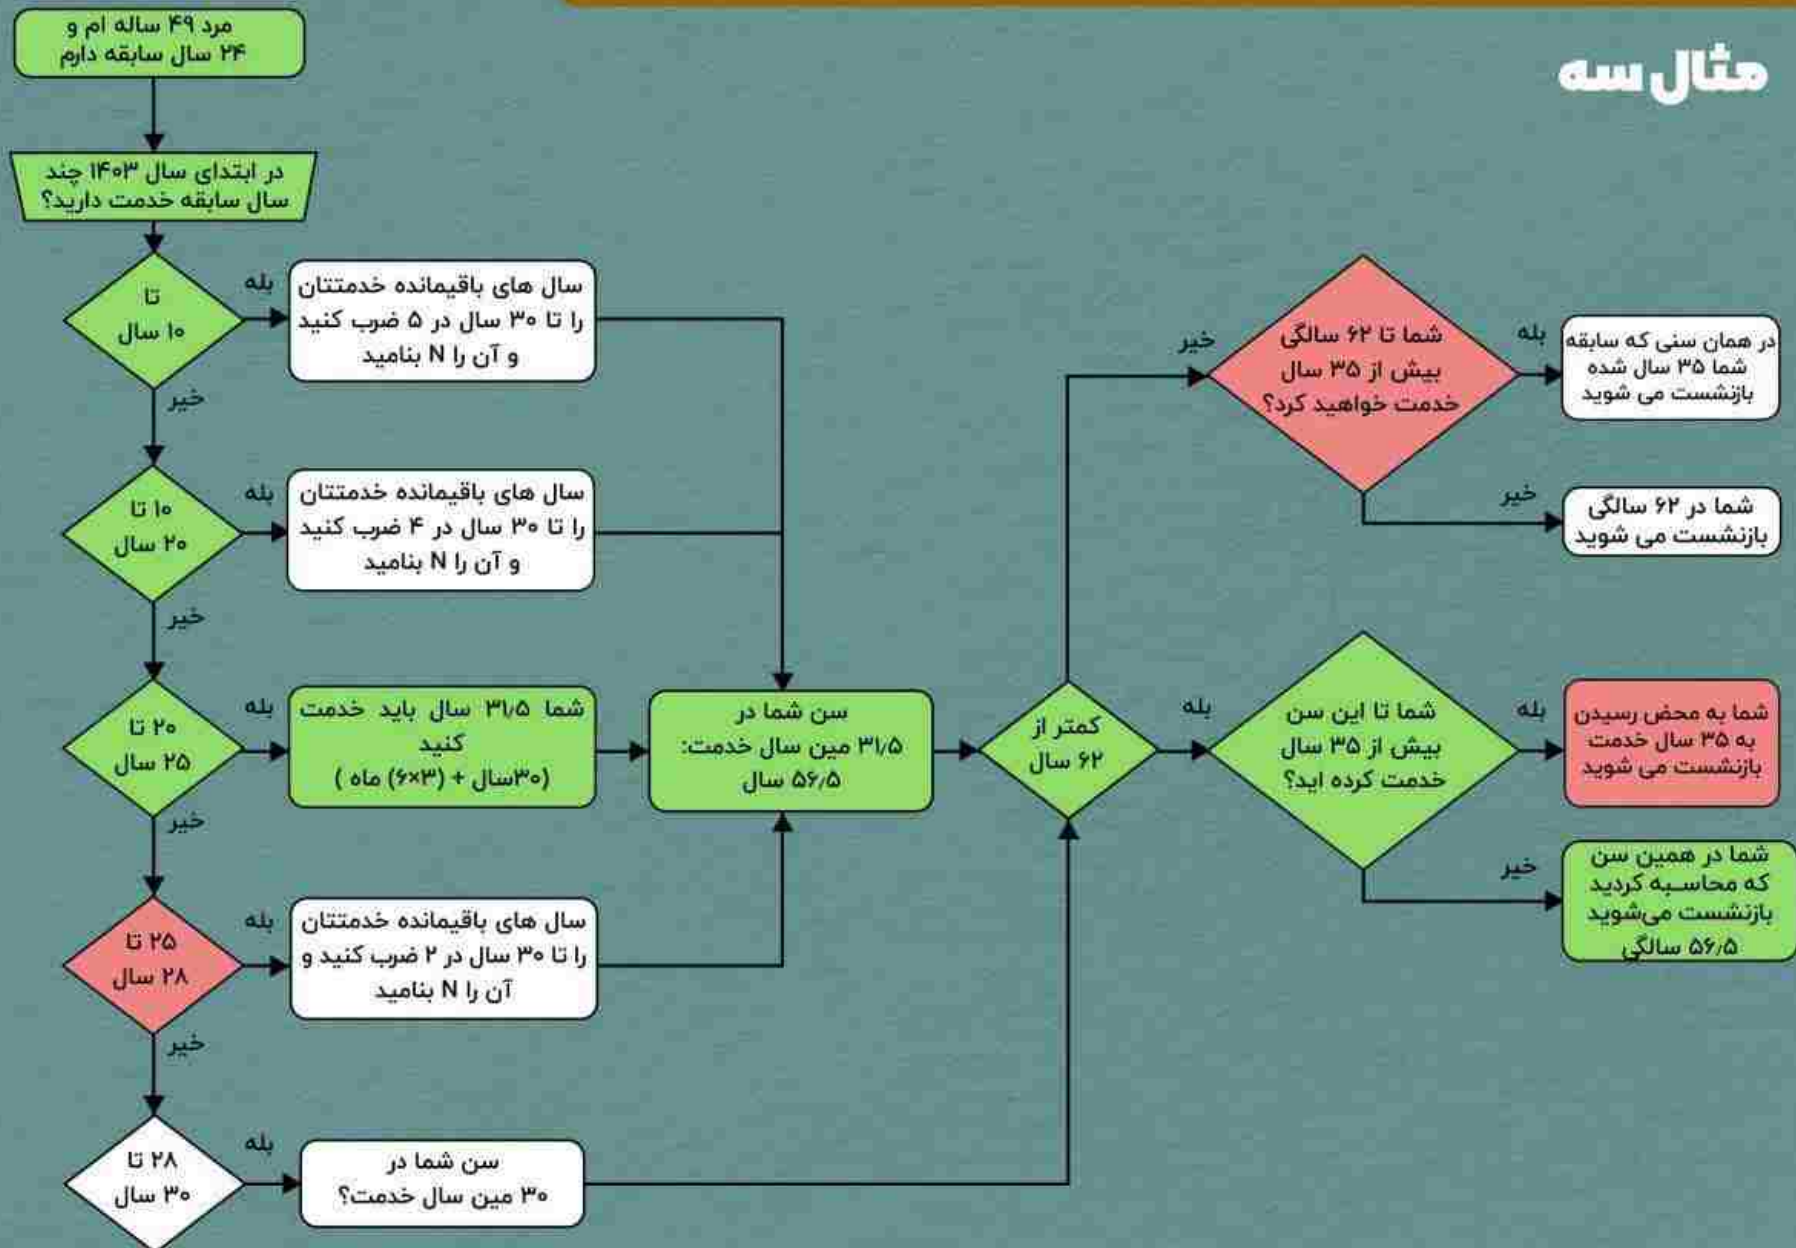 مثال سه
مرد ۴۹ ساله ام و
۲۴ سال سابقه دارم
در ابتدای سال ۱۴۰۳ چند
سال سابقه خدمت دارید؟
تا
۱۰ سال
بله
سال های باقیمانده خدمتتان
را تا ۳۰ سال در ۵ ضرب کنید
و آن را N بنامید
خیر
۱۰ تا
۲۰ سال
بله
سال های باقیمانده خدمتتان
را تا ۳۰ سال در ۴ ضرب کنید
و آن را N بنامید
خیر
۲۰ تا
۲۵ سال
بله
شما ۳۱٫۵ سال باید خدمت
کنید
(۳۰سال + (۶×۳) ماه )
خیر
۲۵ تا
۲۸ سال
بله
سال های باقیمانده خدمتتان
را تا ۳۰ سال در ۲ ضرب کنید و
آن را N بنامید
خیر
۲۸ تا
۳۰ سال
بله
سن شما در
۳۰ مین سال خدمت؟
سن شما در
۳۱٫۵ مین سال خدمت:
۵۶٫۵ سال
کمتر از
۶۲ سال
خیر
شما تا ۶۲ سالگی
بیش از ۳۵ سال
خدمت خواهید کرد؟
بله
در همان سنی که سابقه
شما ۳۵ سال شده
بازنشست می شوید
خیر
شما در ۶۲ سالگی
بازنشست می شوید
بله
شما تا این سن
بیش از ۳۵ سال
خدمت کرده اید؟
بله
شما به محض رسیدن
به ۳۵ سال خدمت
بازنشست می شوید
خیر
شما در همین سن
که محاسبه کردید
بازنشست می‌شوید
۵۶٫۵ سالگی